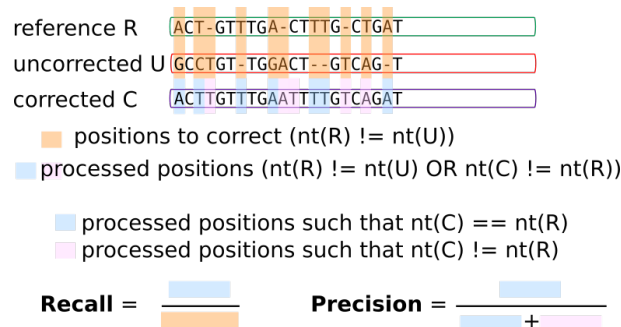 reference R ACT-GTTTGA-CTTTG-CTGAT
uncorrected U GCCTGT-TGGACT--GTCAG-T
corrected C ACTTGTTTGAATTTTGTCAGAT
positions to correct (nt(R) != nt(U))
processed positions (nt(R) != nt(U) OR nt(C) != nt(R))
processed positions such that nt(C) == nt(R)
processed positions such that nt(C) != nt(R)
Recall =
Precision =
+